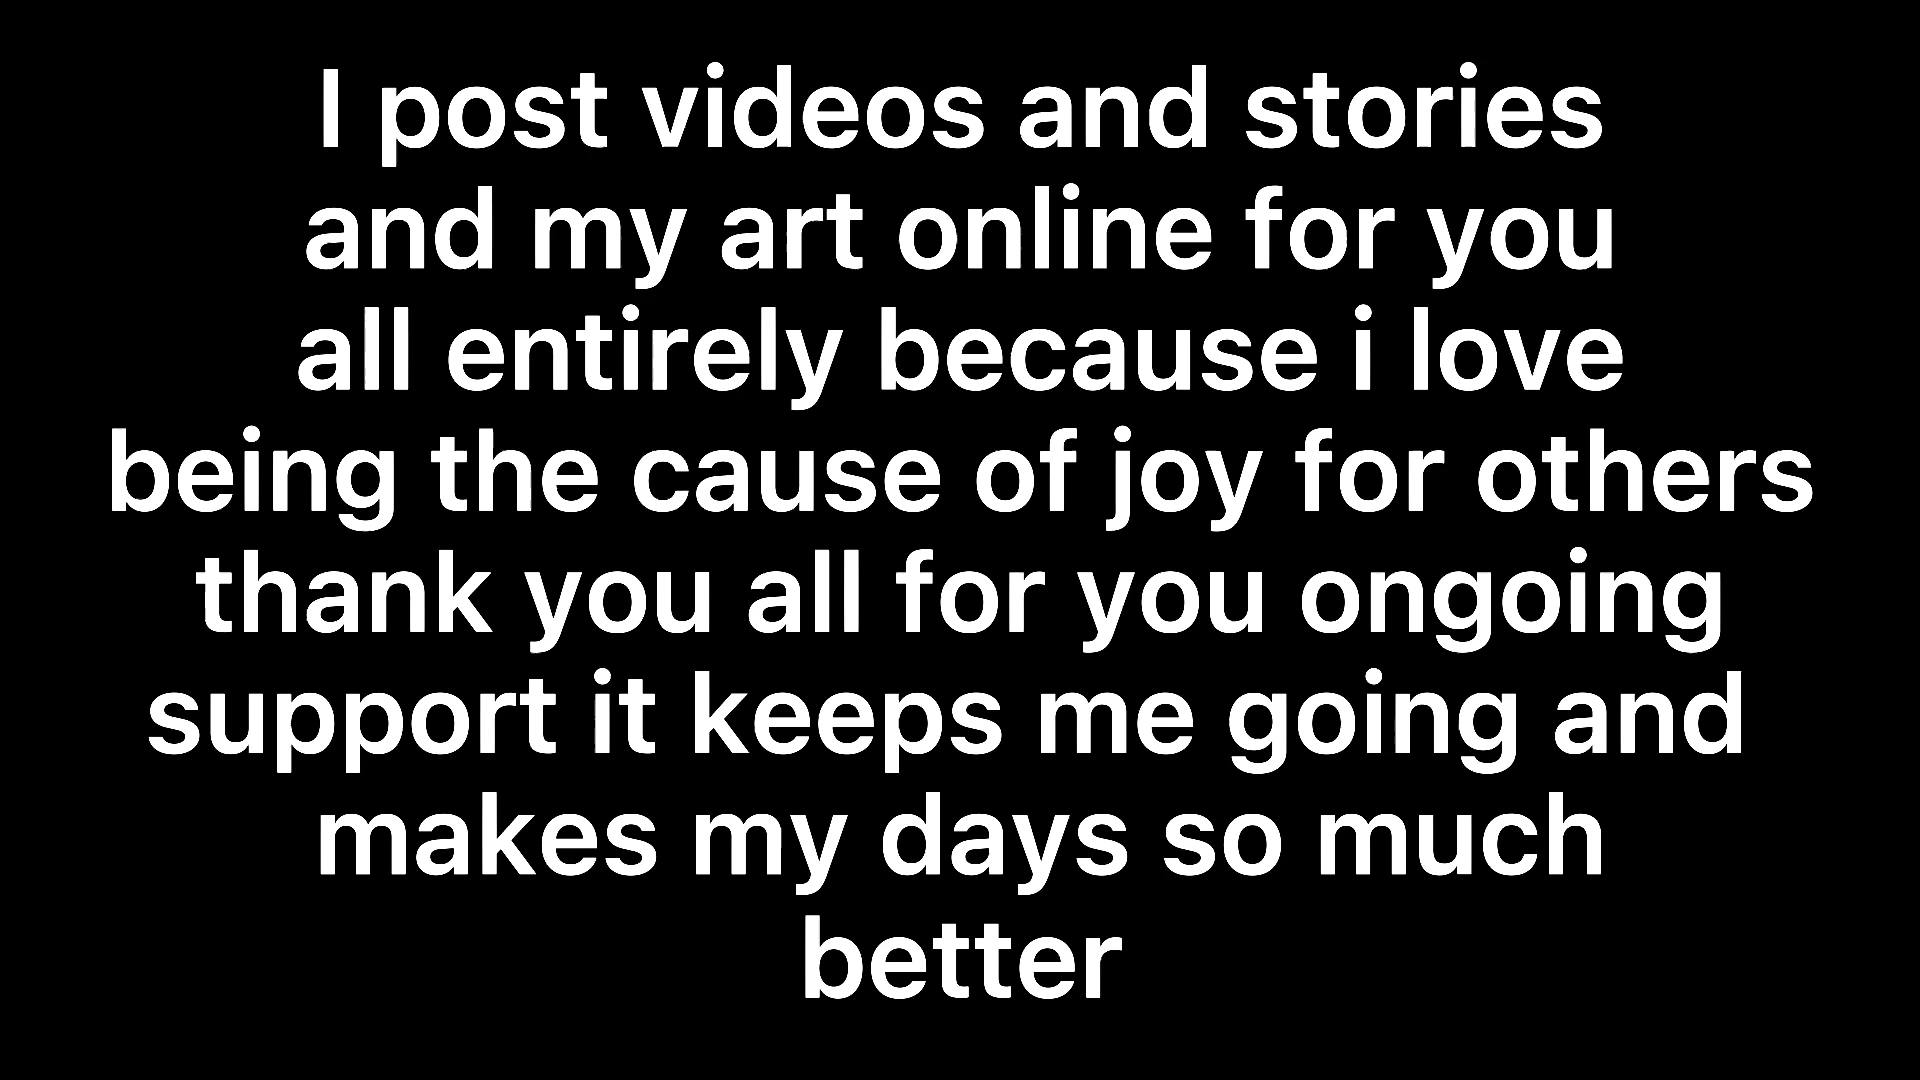 I post videos and stories
and my art online for you
all entirely because i love
being the cause of joy for others
thank you all for you ongoing
support it keeps me going and
makes my days so much
better